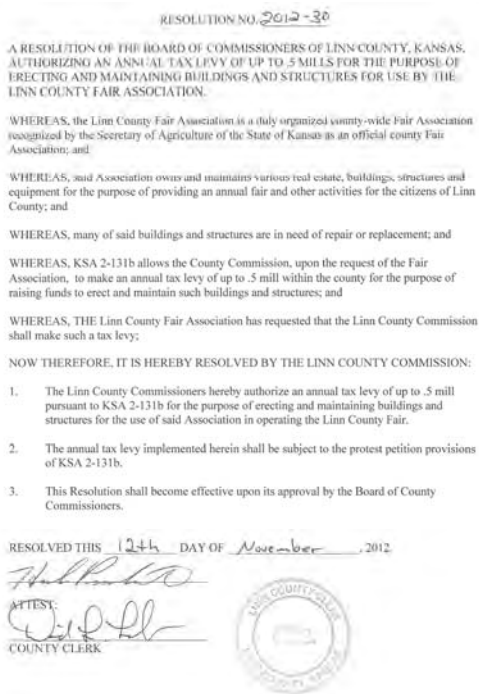 RESOLUTION NO. 2012-30
A RESOLUTION OF THE BOARD OF COMMISSIONERS OF LINN COUNTY, KANSAS,
AUTHORIZING AN ANNUAL TAX LEVY OF UP TO .5 MILLS FOR THE PURPOSE OF
ERECTING AND MAINTAINING BUILDINGS AND STRUCTURES FOR USE BY THE
LINN COUNTY FAIR ASSOCIATION.
WHEREAS, the Linn County Fair Association is a duly organized county-wide Fair Association
recognized by the Secretary of Agriculture of the State of Kansas as an official county Fair
Association; and
WHEREAS, said Association owns and maintains various real estate, buildings, structures and
equipment for the purpose of providing an annual fair and other activities for the citizens of Linn
County; and
WHEREAS, many of said buildings and structures are in need of repair or replacement; and
WHEREAS, KSA 2-131b allows the County Commission, upon the request of the Fair
Association, to make an annual tax levy of up to .5 mill within the county for the purpose of
raising funds to erect and maintain such buildings and structures; and
WHEREAS, THE Linn County Fair Association has requested that the Linn County Commission
shall make such a tax levy;
NOW THEREFORE, IT IS HEREBY RESOLVED BY THE LINN COUNTY COMMISSION:
1. The Linn County Commissioners hereby authorize an annual tax levy of up to .5 mill
pursuant to KSA 2-131b for the purpose of erecting and maintaining buildings and
structures for the use of said Association in operating the Linn County Fair.
2. The annual tax levy implemented herein shall be subject to the protest petition provisions
of KSA 2-131b.
3. This Resolution shall become effective upon its approval by the Board of County
Commissioners.
RESOLVED THIS 12th DAY OF November, 2012.
ATTEST:
COUNTY CLERK
LINN COUNTY CLERK